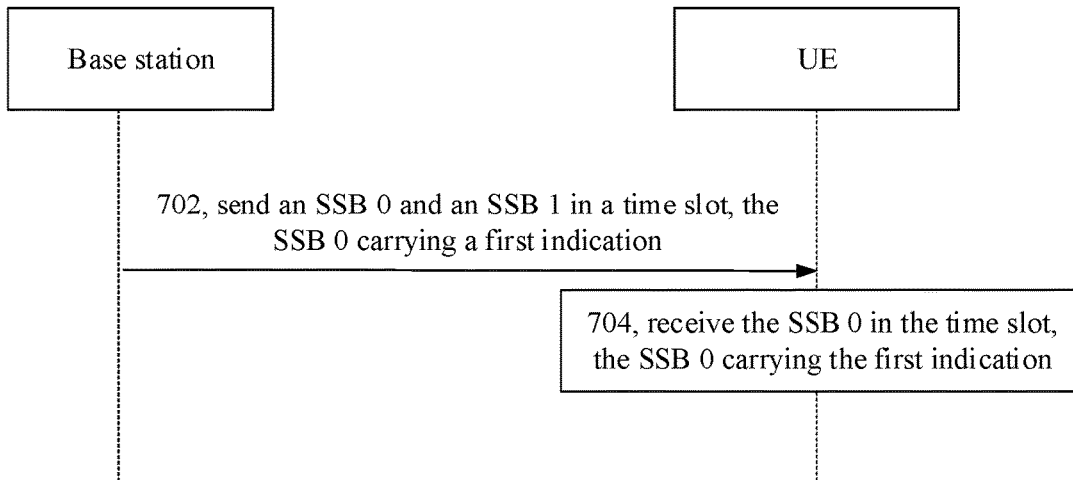 Base station
UE
702, send an SSB 0 and an SSB 1 in a time slot, the
SSB 0 carrying a first indication
704, receive the SSB 0 in the time slot,
the SSB 0 carrying the first indication